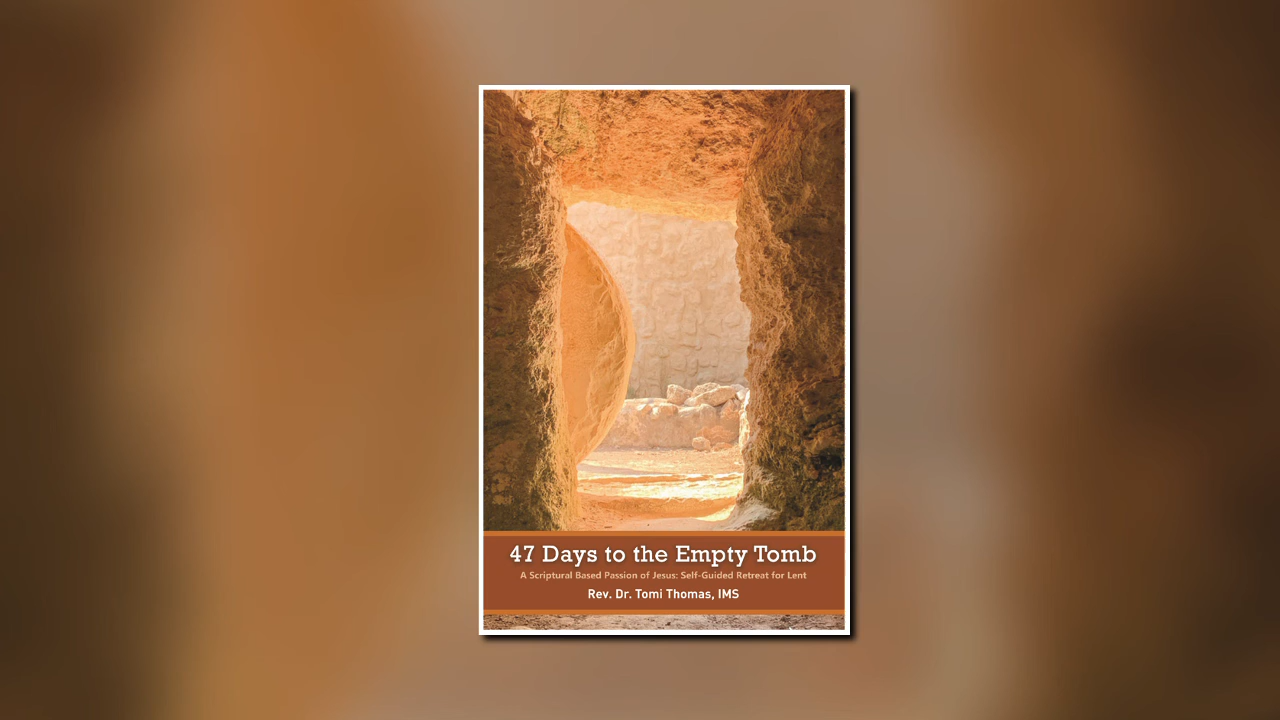 47 Days to the Empty Tomb
A Scriptural Based Passion of Jesus: Self-Guided Retreat for Lent
Rev. Dr. Tomi Thomas, IMS